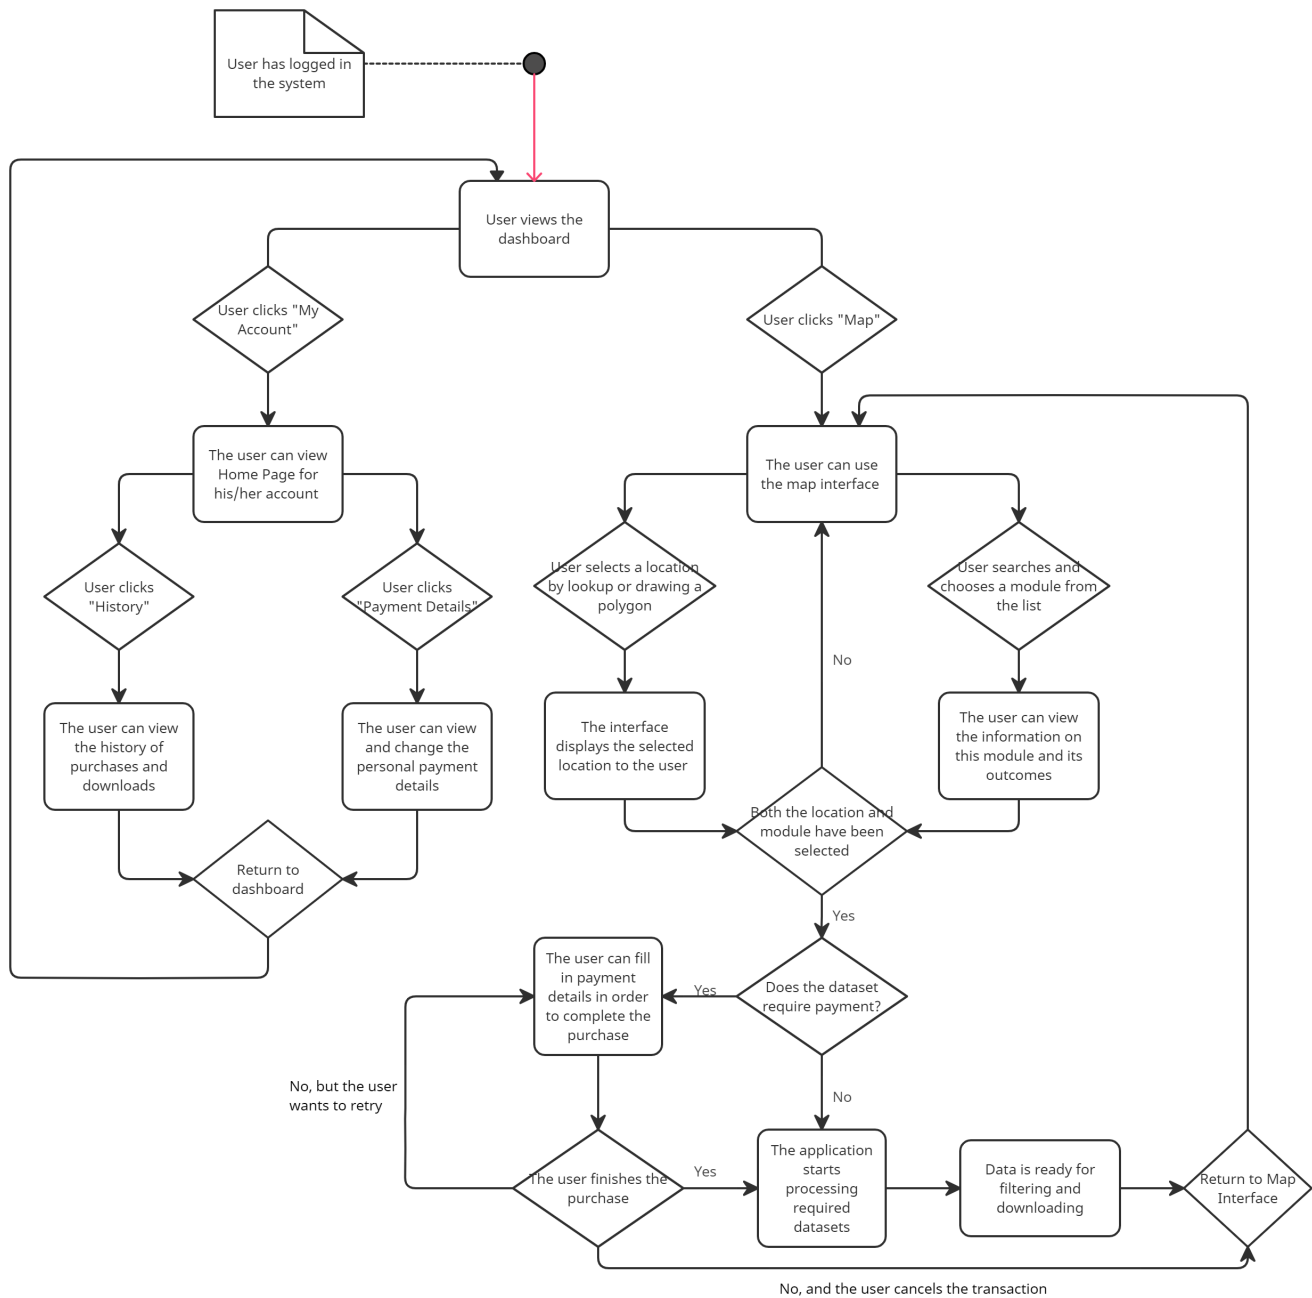 User has logged in
the system
User views the
dashboard
User clicks "My
Account"
User clicks "Map"
The user can view
Home Page for
his/her account
The user can use
the map interface
User clicks
"History"
User clicks
"Payment Details"
User selects a location
by lookup or drawing a
polygon
User searches and
chooses a module from
the list
No
The user can view
the history of
purchases and
downloads
The user can view
and change the
personal payment
details
The interface
displays the selected
location to the user
The user can view
the information on
this module and its
outcomes
Both the location and
module have been
selected
Return to
dashboard
Yes
The user can fill
in payment
details in order
to complete the
purchase
Yes
Does the dataset
require payment?
No, but the user
wants to retry
No
The user finishes the
purchase
Yes
The application
starts
processing
required
datasets
Data is ready for
filtering and
downloading
Return to Map
Interface
No, and the user cancels the transaction